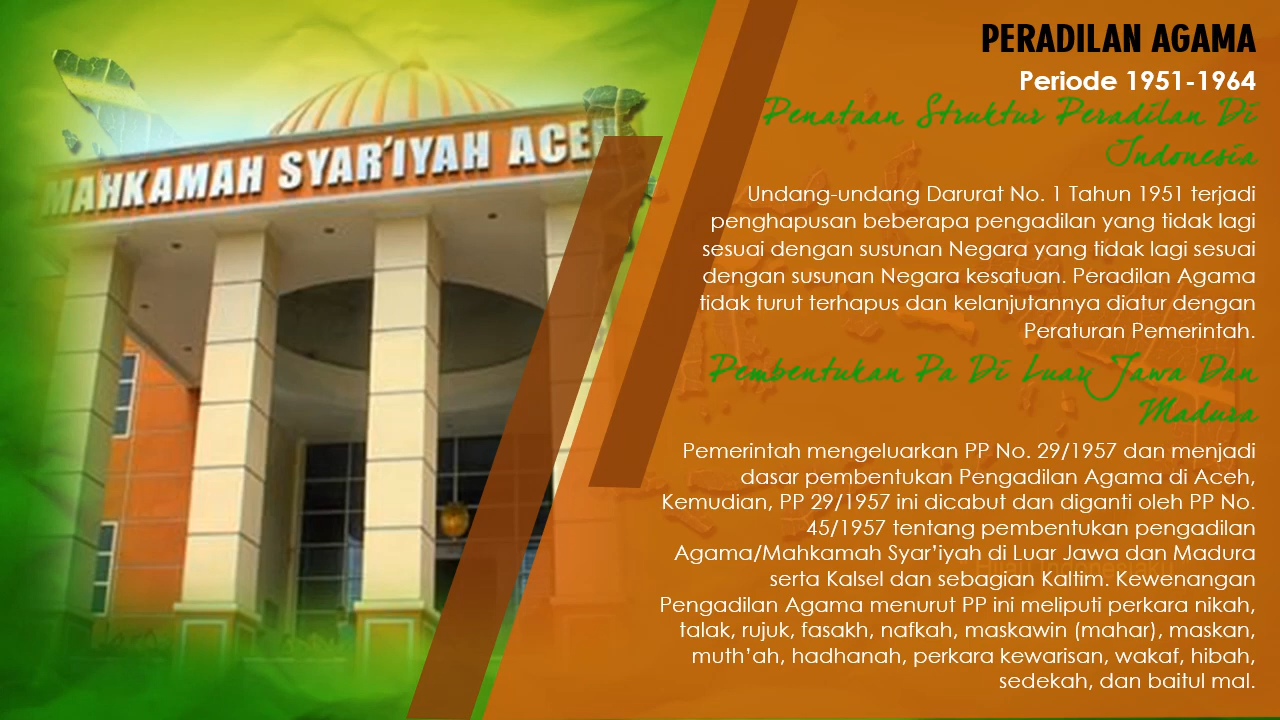 MAHKAMAH SYAR'IYAH ACE
PERADILAN AGAMA
Periode 1951-1964
Penataan Struktur Peradilan Di
Indonesia
Undang-undang Darurat No. 1 Tahun 1951 terjadi
penghapusan beberapa pengadilan yang tidak lagi
sesuai dengan susunan Negara yang tidak lagi sesuai
dengan susunan Negara kesatuan. Peradilan Agama
tidak turut terhapus dan kelanjutannya diatur dengan
Peraturan Pemerintah.
Pembentukan Pa Di Luar Jawa Dan
Madura
Pemerintah mengeluarkan PP No. 29/1957 dan menjadi
dasar pembentukan Pengadilan Agama di Aceh,
Kemudian, PP 29/1957 ini dicabut dan diganti oleh PP No.
45/1957 tentang pembentukan pengadilan
Agama/Mahkamah Syar’iyah di Luar Jawa dan Madura
serta Kalsel dan sebagian Kaltim. Kewenangan
Pengadilan Agama menurut PP ini meliputi perkara nikah,
talak, rujuk, fasakh, nafkah, maskawin (mahar), maskan,
muth’ah, hadhanah, perkara kewarisan, wakaf, hibah,
sedekah, dan baitul mal.